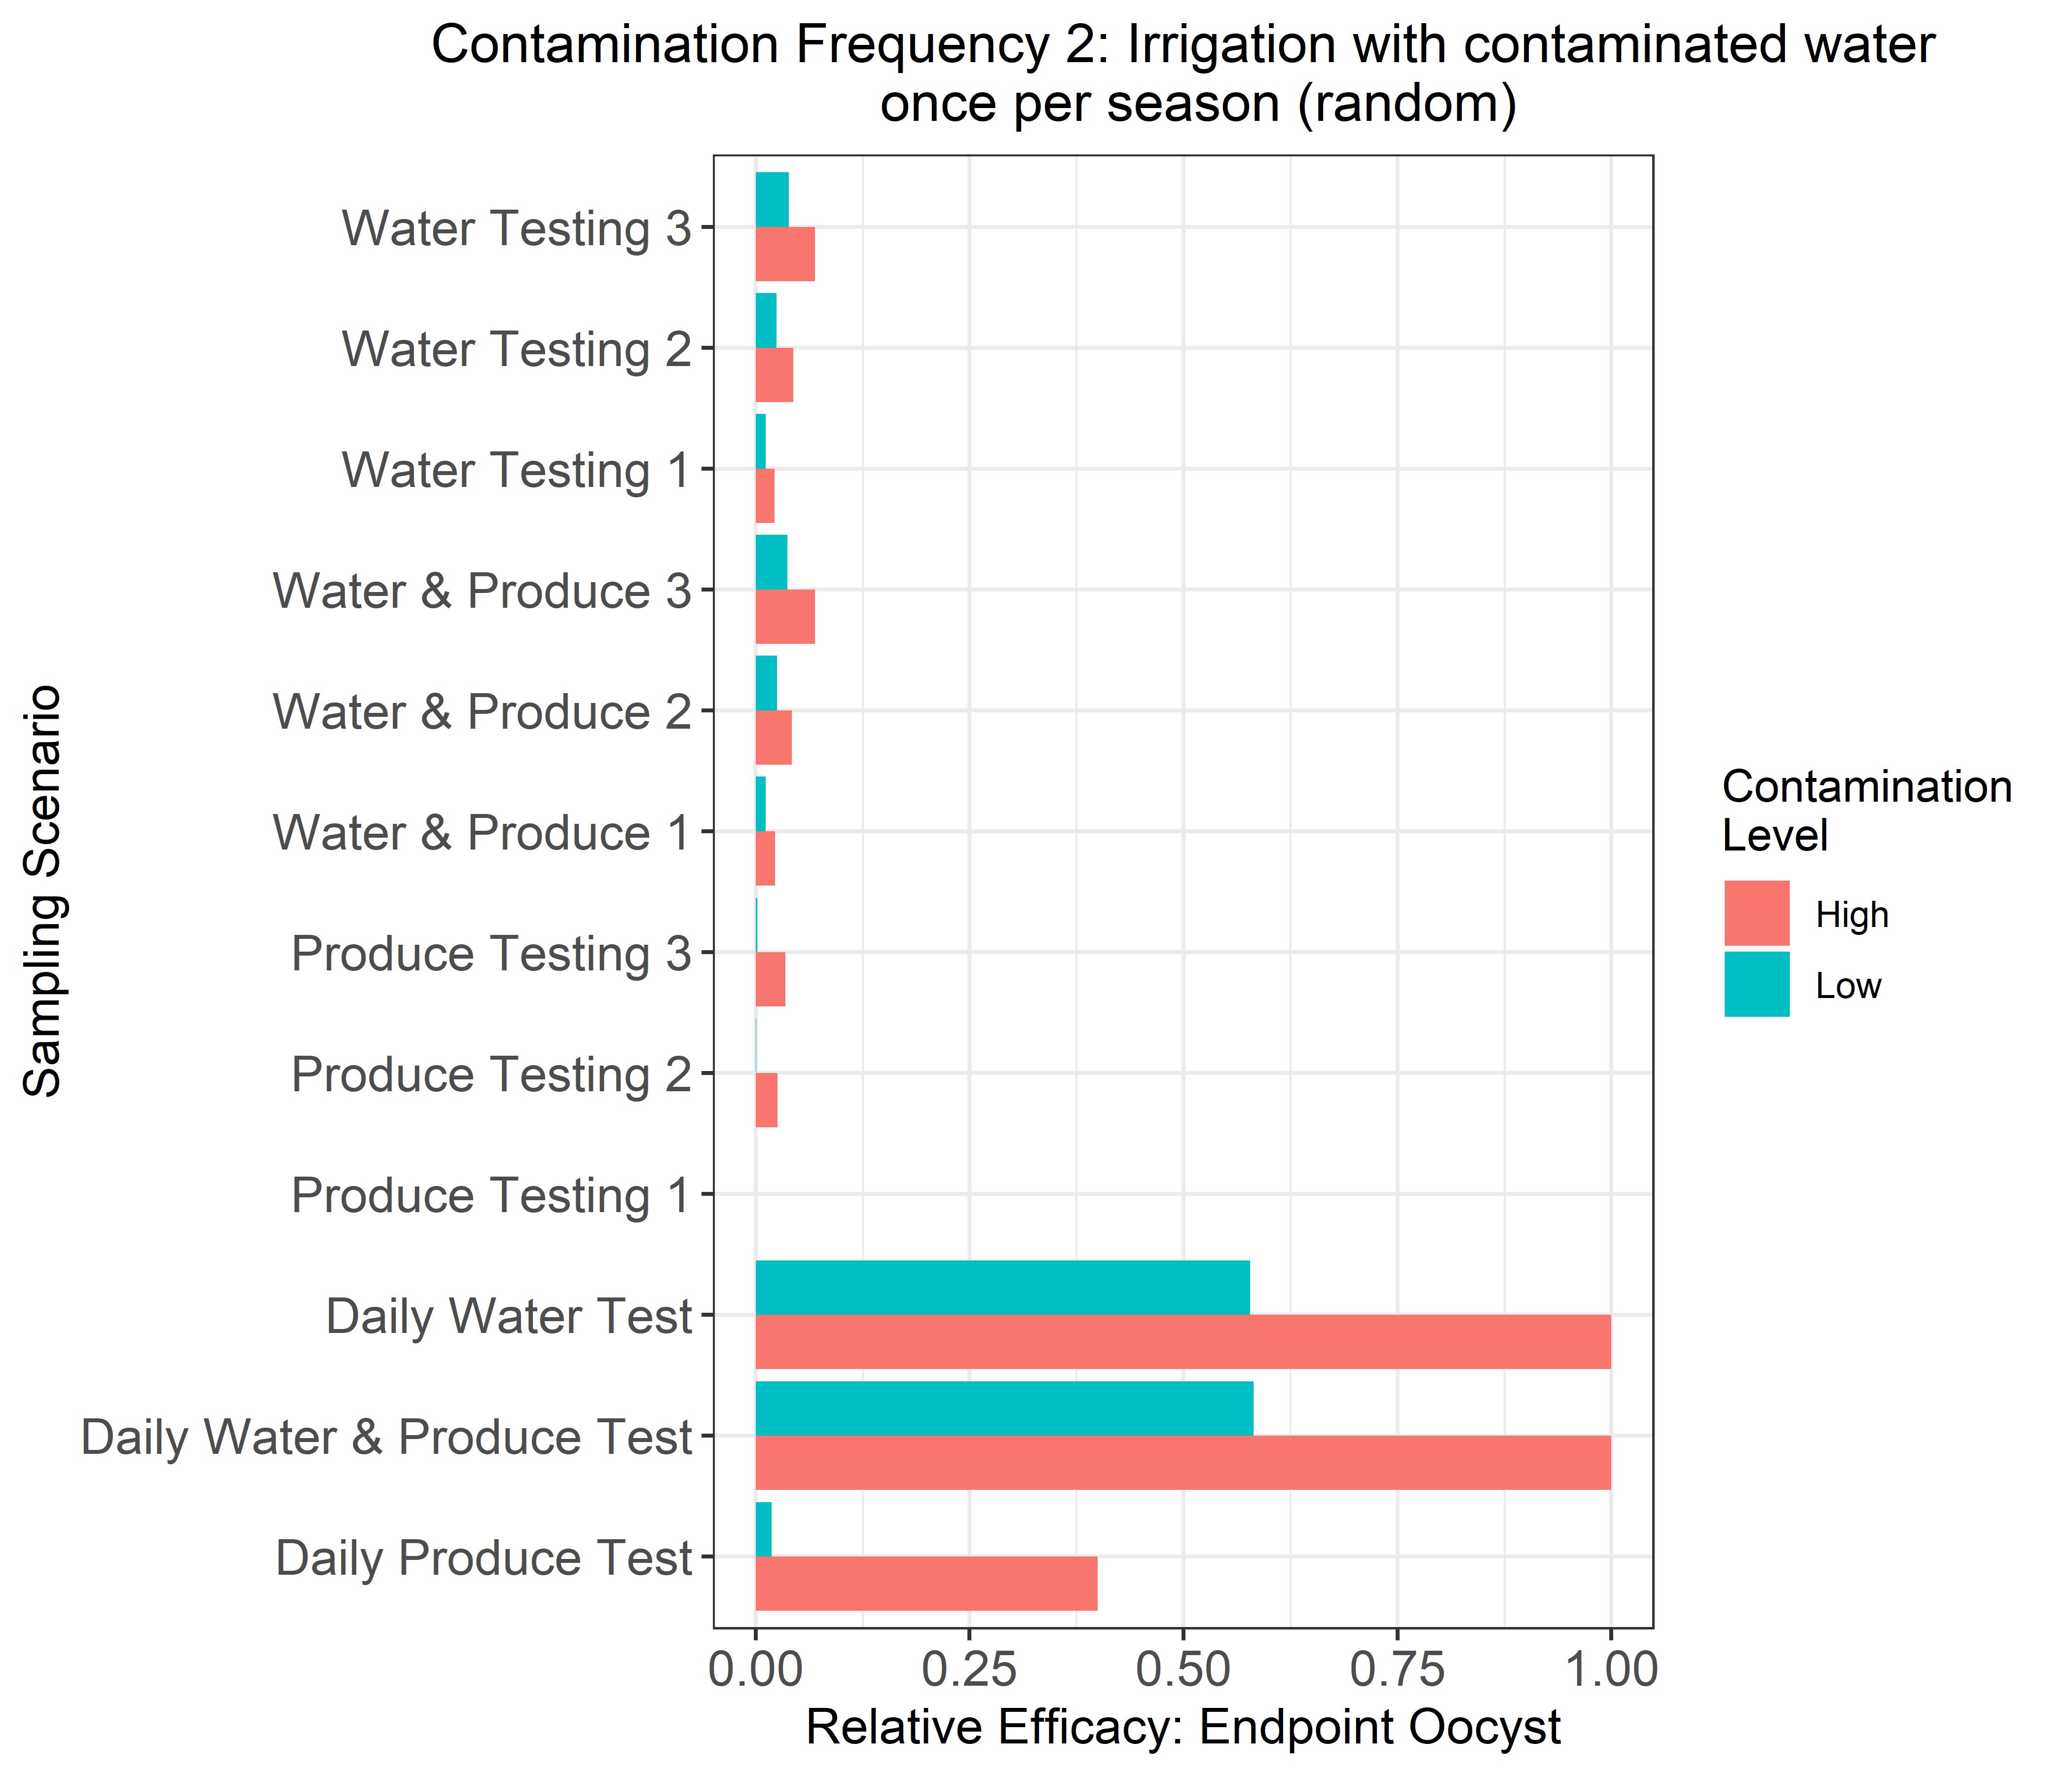 Contamination Frequency 2: Irrigation with contaminated water
once per season (random)
Sampling Scenario
Water Testing 3
Water Testing 2
Water Testing 1
Water & Produce 3
Water & Produce 2
Water & Produce 1
Produce Testing 3
Produce Testing 2
Produce Testing 1
Daily Water Test
Daily Water & Produce Test
Daily Produce Test
0.00 0.25 0.50 0.75 1.00
Relative Efficacy: Endpoint Oocyst
Contamination
Level
High
Low